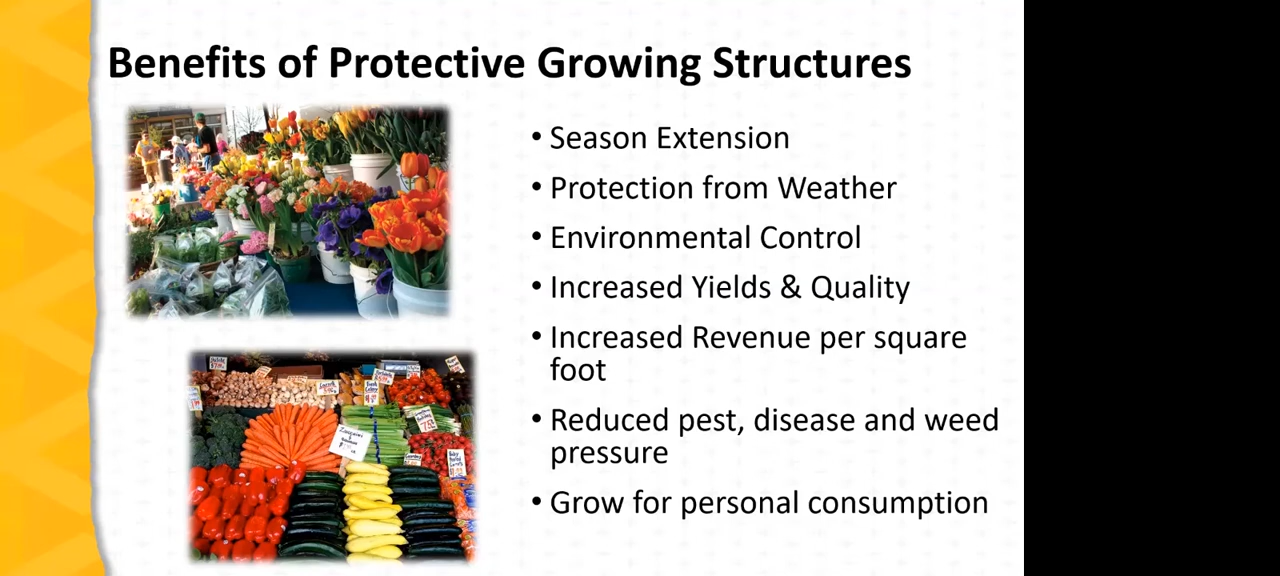 Benefits of Protective Growing Structures
• Season Extension
• Protection from Weather
• Environmental Control
• Increased Yields & Quality
• Increased Revenue per square
foot
• Reduced pest, disease and weed
pressure
• Grow for personal consumption